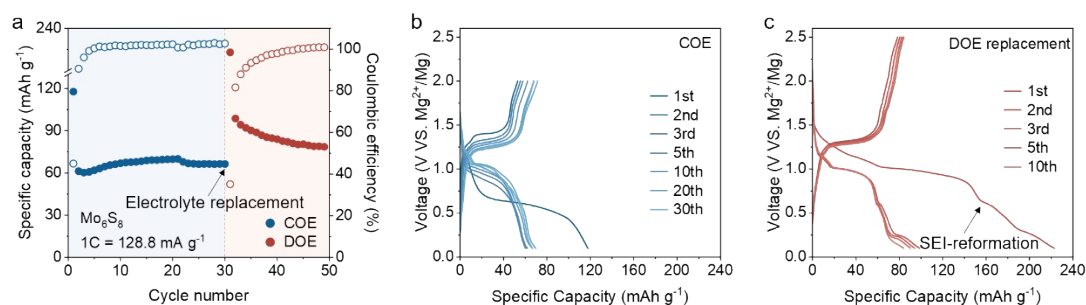 a
Specific capacity (mAh g⁻¹)
240
180
120
90
60
30
0
Electrolyte replacement
Mo₆S₈
1C = 128.8 mA g⁻¹
COE
DOE
0 10 20 30 40 50
Cycle number
100
80
60
40
20
0
Coulombic efficiency (%)
b
COE
Voltage (V VS. Mg²⁺/Mg)
2.5
2.0
1.5
1.0
0.5
0.0
1st
2nd
3rd
5th
10th
20th
30th
0 40 80 120 160 200 240
Specific Capacity (mAh g⁻¹)
c
DOE replacement
Voltage (V VS. Mg²⁺/Mg)
2.5
2.0
1.5
1.0
0.5
0.0
1st
2nd
3rd
5th
10th
SEI-reformation
0 40 80 120 160 200 240
Specific Capacity (mAh g⁻¹)